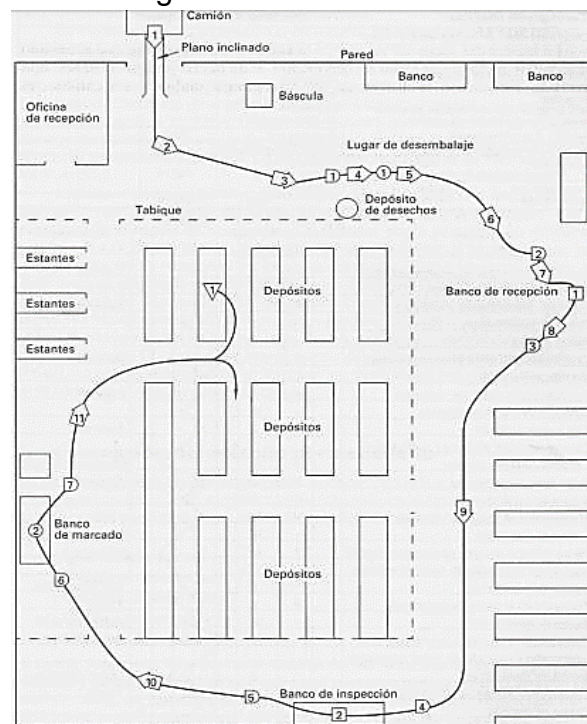 Camión
1
Plano inclinado
Pared
Banco
Banco
Oficina
de recepción
Báscula
2
Lugar de desembalaje
3
1
4
1
5
Tabique
Depósito
de desechos
6
2
7
Estantes
Depósitos
Banco de recepción
1
1
Estantes
8
3
Estantes
11
Depósitos
7
9
2
Banco
de marcado
6
Depósitos
10
5
Banco de inspección
4
2